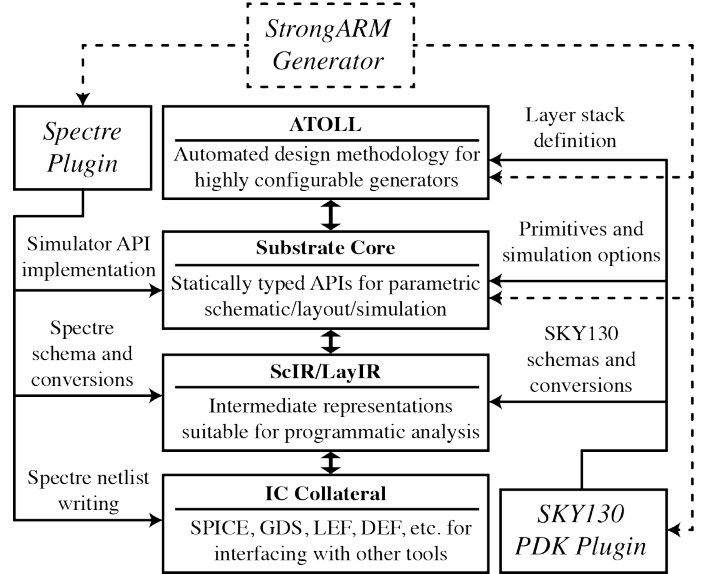 StrongARM
Generator
Spectre
Plugin
ATOLL
Automated design methodology for
highly configurable generators
Layer stack
definition
Simulator API
implementation
Substrate Core
Statically typed APIs for parametric
schematic/layout/simulation
Primitives and
simulation options
Spectre
schema and
conversions
ScIR/LayIR
Intermediate representations
suitable for programmatic analysis
SKY130
schemas and
conversions
Spectre netlist
writing
IC Collateral
SPICE, GDS, LEF, DEF, etc. for
interfacing with other tools
SKY130
PDK Plugin